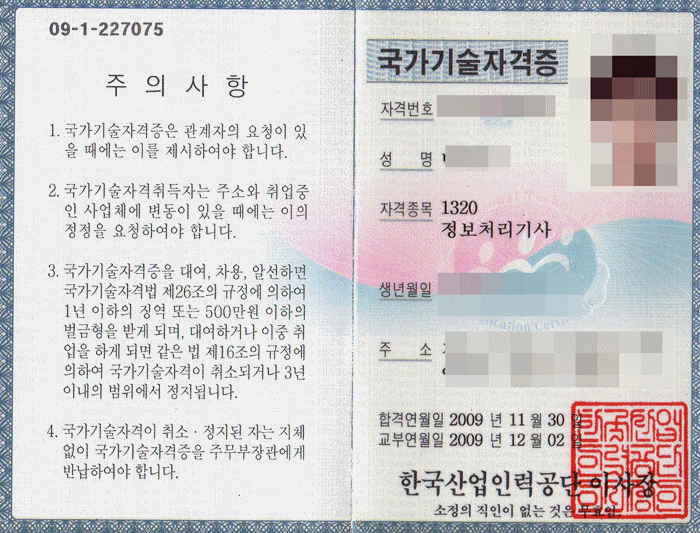 09-1-227075
주 의 사 항
1. 국가기술자격증은 관계자의 요청이 있
을 때에는 이를 제시하여야 합니다.
2. 국가기술자격취득자는 주소와 취업중
인 사업체에 변동이 있을 때에는 이의
정정을 요청하여야 합니다.
3. 국가기술자격증을 대여, 차용, 알선하면
국가기술자격법 제26조의 규정에 의하여
1년 이하의 징역 또는 500만원 이하의
벌금형을 받게 되며, 대여하거나 이중 취
업을 하게 되면 같은 법 제16조의 규정에
의하여 국가기술자격이 취소되거나 3년
이내의 범위에서 정지됩니다.
4. 국가기술자격이 취소 · 정지된 자는 지체
없이 국가기술자격증을 주무부장관에게
반납하여야 합니다.
국가기술자격증
자격번호
성 명
자격종목 1320
정보처리기사
생년월일
주 소
합격연월일 2009 년 11 월 30 일
교부연월일 2009 년 12 월 02 일
한국산업인력공단 이사장
소정의 직인이 없는 것은 무효임.